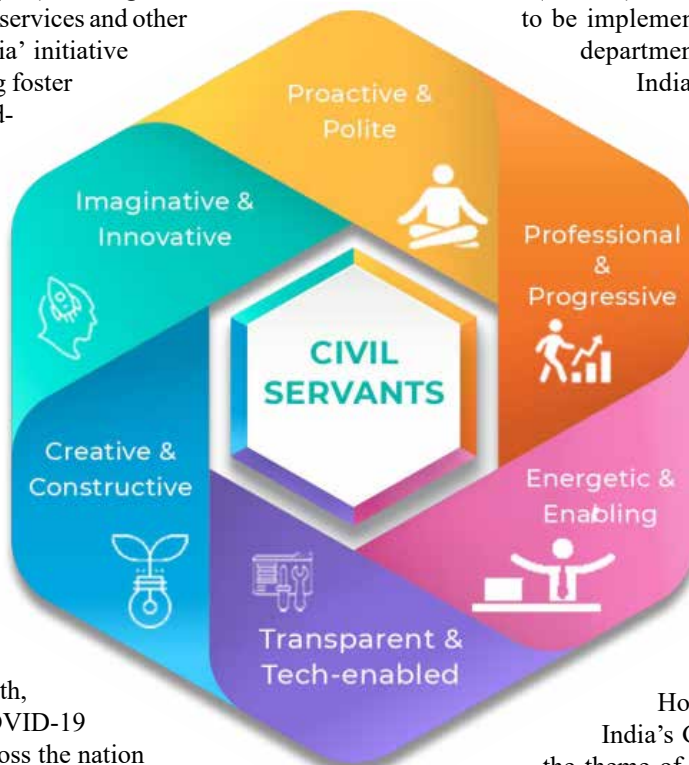 services and other
ia’ initiative
g foster
d-
to be implemen
departmen
India
Proactive &
Polite
Imaginative &
Innovative
Professional
&
Progressive
CIVIL
SERVANTS
Creative &
Constructive
Energetic &
Enabling
Transparent &
Tech-enabled
th,
OVID-19
oss the nation
Ho
India’s C
the theme of